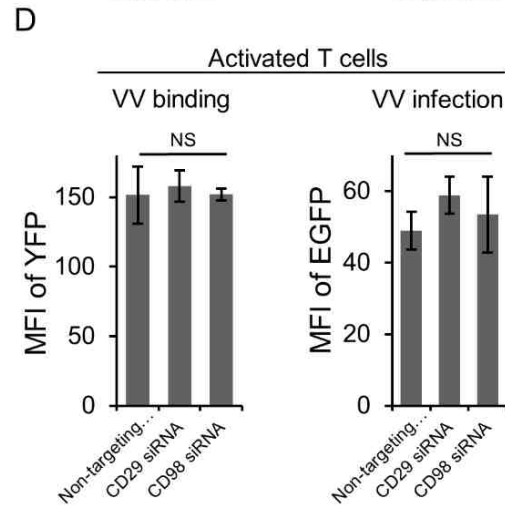 D
Activated T cells
VV binding
NS
MFI of YFP
150
100
50
0
Non-targeting...
CD29 siRNA
CD98 siRNA
VV infection
NS
MFI of EGFP
60
40
20
0
Non-targeting...
CD29 siRNA
CD98 siRNA